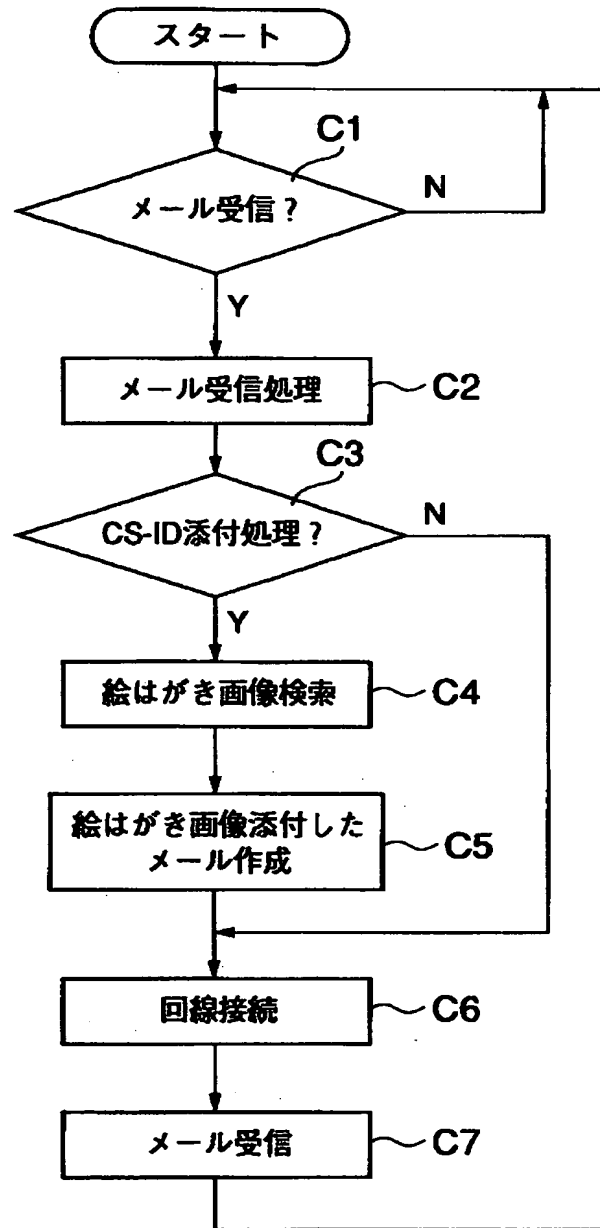 スタート
C1
メール受信?
N
Y
メール受信処理
C2
C3
CS-ID添付処理?
N
Y
絵はがき画像検索
C4
絵はがき画像添付した
メール作成
C5
回線接続
C6
メール受信
C7